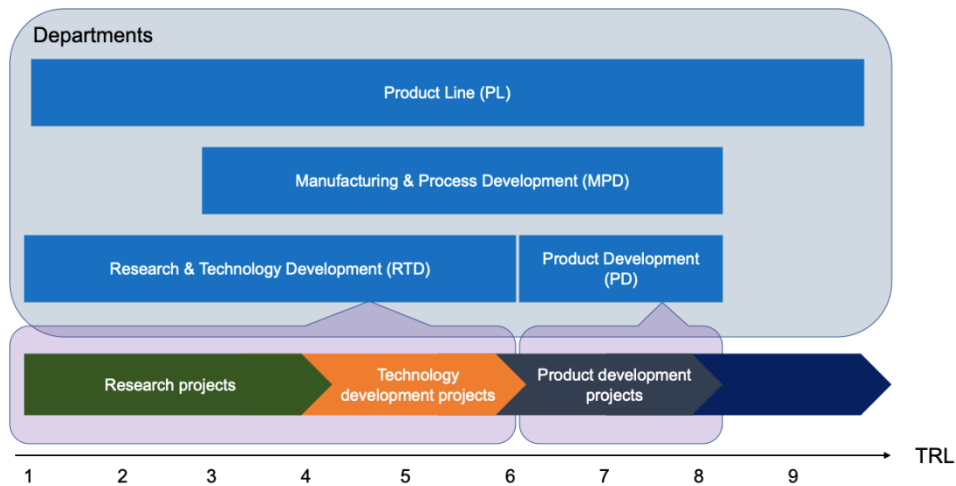 Departments
Product Line (PL)
Manufacturing & Process Development (MPD)
Research & Technology Development (RTD)
Product Development
(PD)
Research projects
Technology
development projects
Product development
projects
1 2 3 4 5 6 7 8 9 TRL